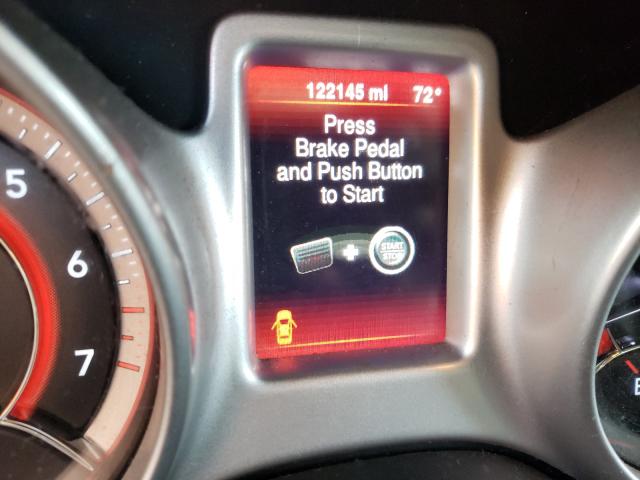 122145 mi 72°
Press
Brake Pedal
and Push Button
to Start
START
STOP
5
6
7
E